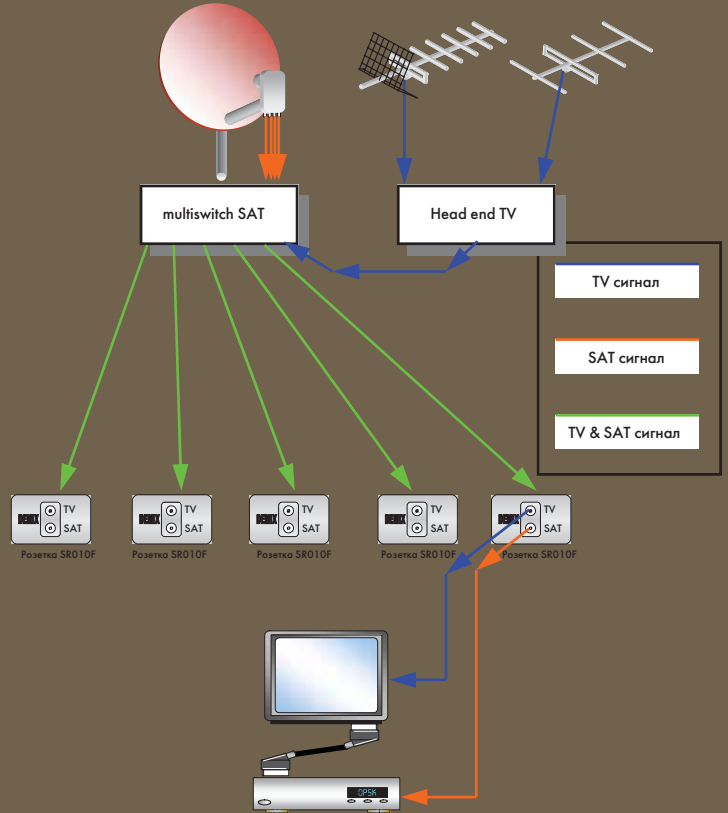 multiswitch SAT
Head end TV
TV сигнал
SAT сигнал
TV & SAT сигнал
TV
SAT
Розетка SR010F
TV
SAT
Розетка SR010F
TV
SAT
Розетка SR010F
TV
SAT
Розетка SR010F
TV
SAT
Розетка SR010F
QPSK